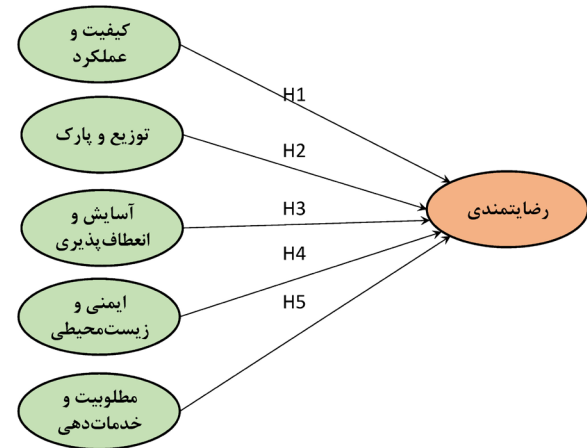 کیفیت و
عملکرد
H1
توزیع و پارک
H2
رضایتمندی
آسایش و
انعطاف‌پذیری
H3
H4
ایمنی و
زیست‌محیطی
H5
مطلوبیت و
خدمات‌دهی